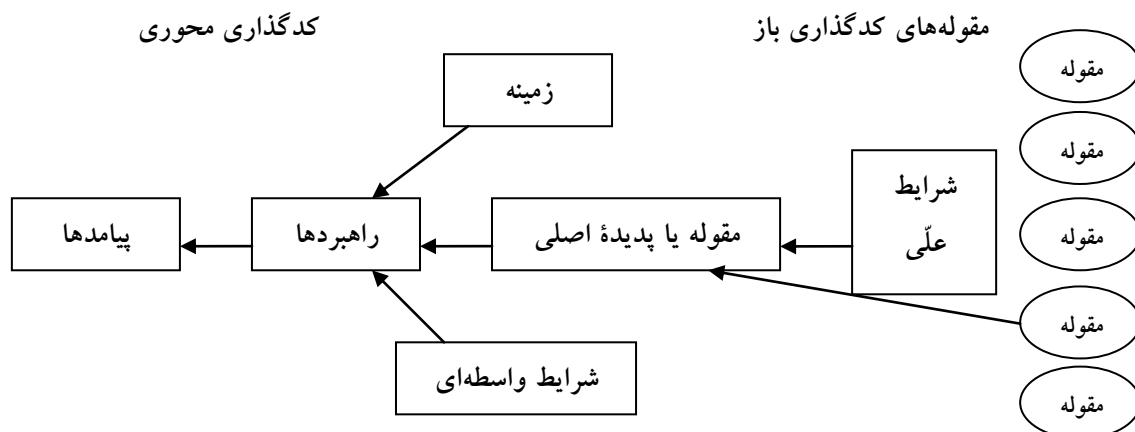 مقوله‌های کدگذاری باز
کدگذاری محوری
مقوله
مقوله
مقوله
مقوله
مقوله
زمینه
شرایط
علّی
مقوله یا پدیدهٔ اصلی
راهبردها
پیامدها
شرایط واسطه‌ای